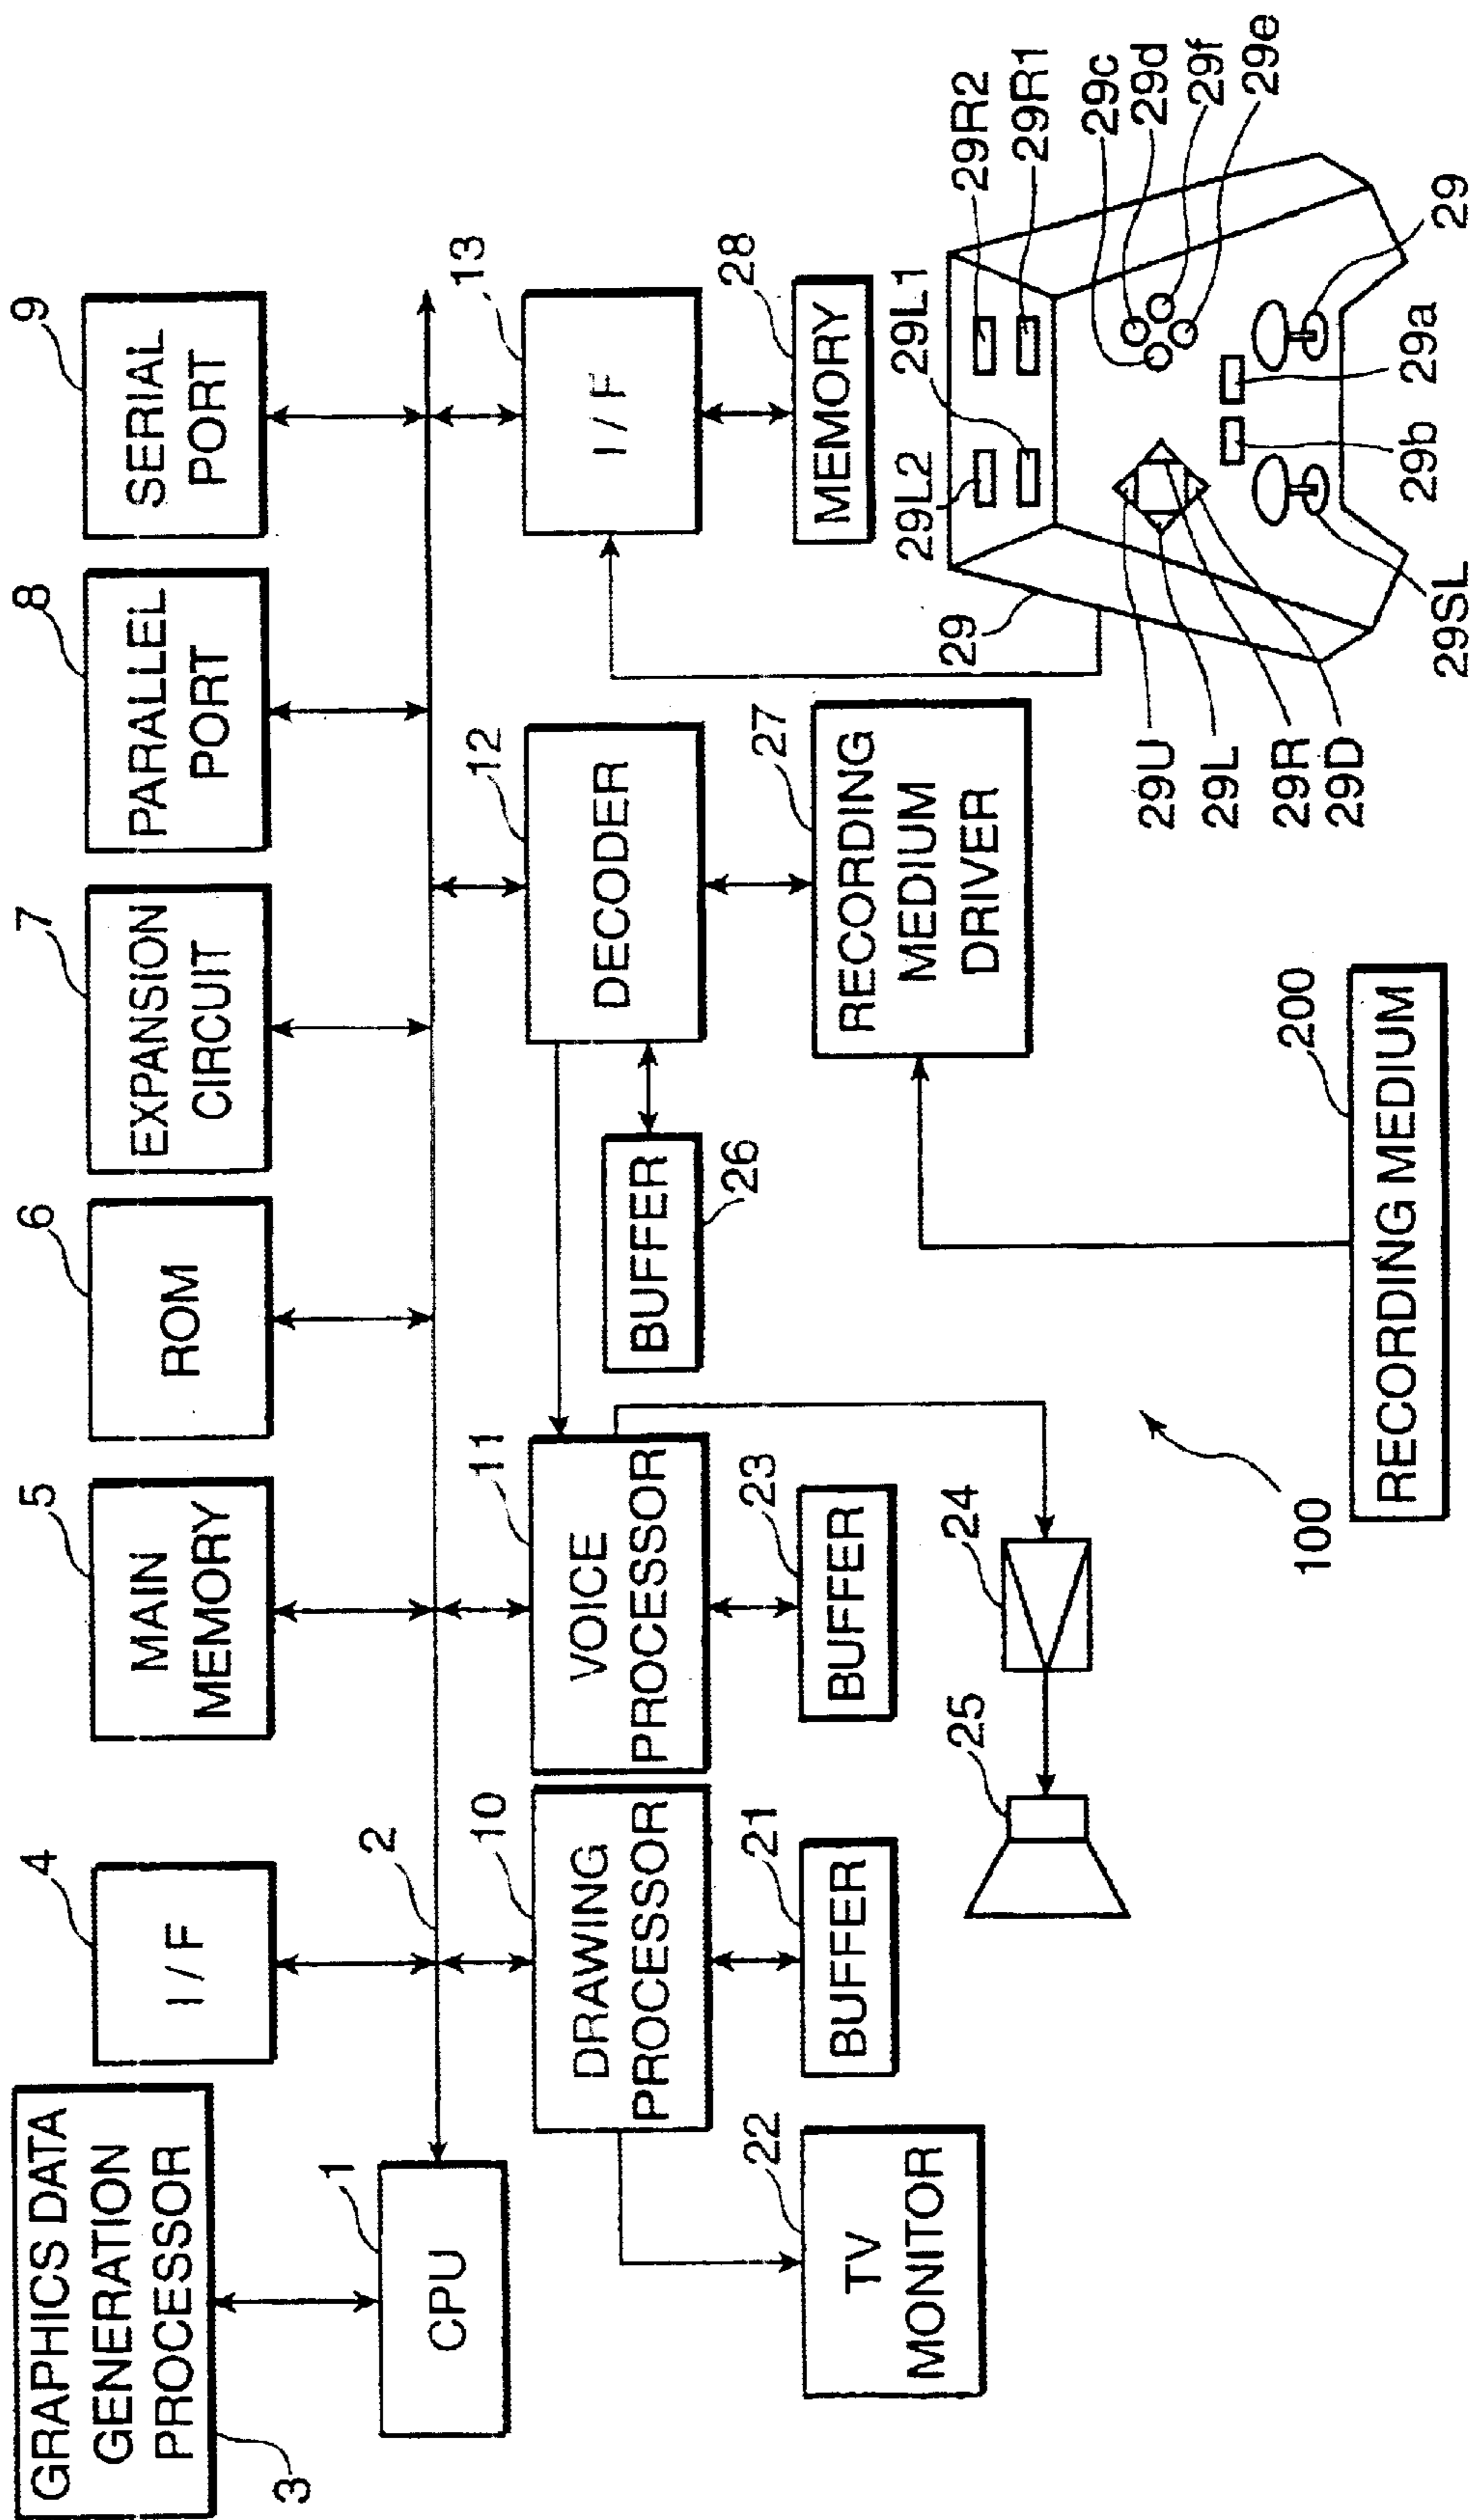 GRAPHICS DATA
GENERATION
PROCESSOR
3
I / F
4
MAIN
MEMORY
5
ROM
6
EXPANSION
CIRCUIT
7
PARALLEL
PORT
8
SERIAL
PORT
9
CPU
1
2
DRAWING
PROCESSOR
10
VOICE
PROCESSOR
11
DECODER
12
I / F
13
TV
MONITOR
22
BUFFER
21
BUFFER
23
BUFFER
26
RECORDING
MEDIUM
DRIVER
27
MEMORY
28
25
24
100
RECORDING MEDIUM
200
29
29L2
29L1
29R2
29R1
29c
29d
29f
29e
29U
29L
29R
29D
29SL
29b
29a
29